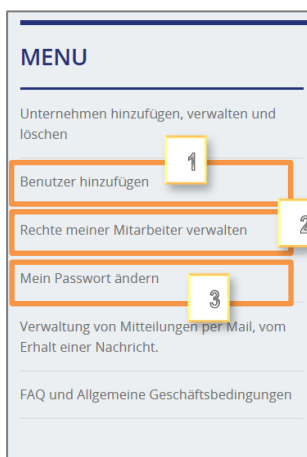 MENU
Unternehmen hinzufügen, verwalten und
löschen
1
Benutzer hinzufügen
Rechte meiner Mitarbeiter verwalten
2
Mein Passwort ändern
3
Verwaltung von Mitteilungen per Mail, vom
Erhalt einer Nachricht.
FAQ und Allgemeine Geschäftsbedingungen